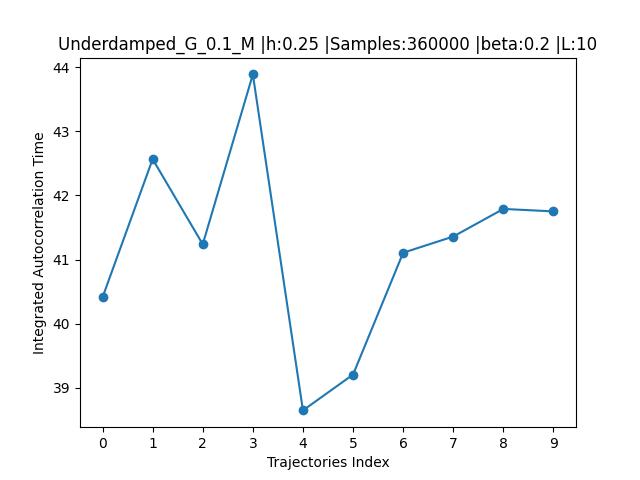 Underdamped_G_0.1_M |h:0.25 |Samples:360000 |beta:0.2 |L:10
44
43
42
41
40
39
Integrated Autocorrelation Time
0 1 2 3 4 5 6 7 8 9
Trajectories Index